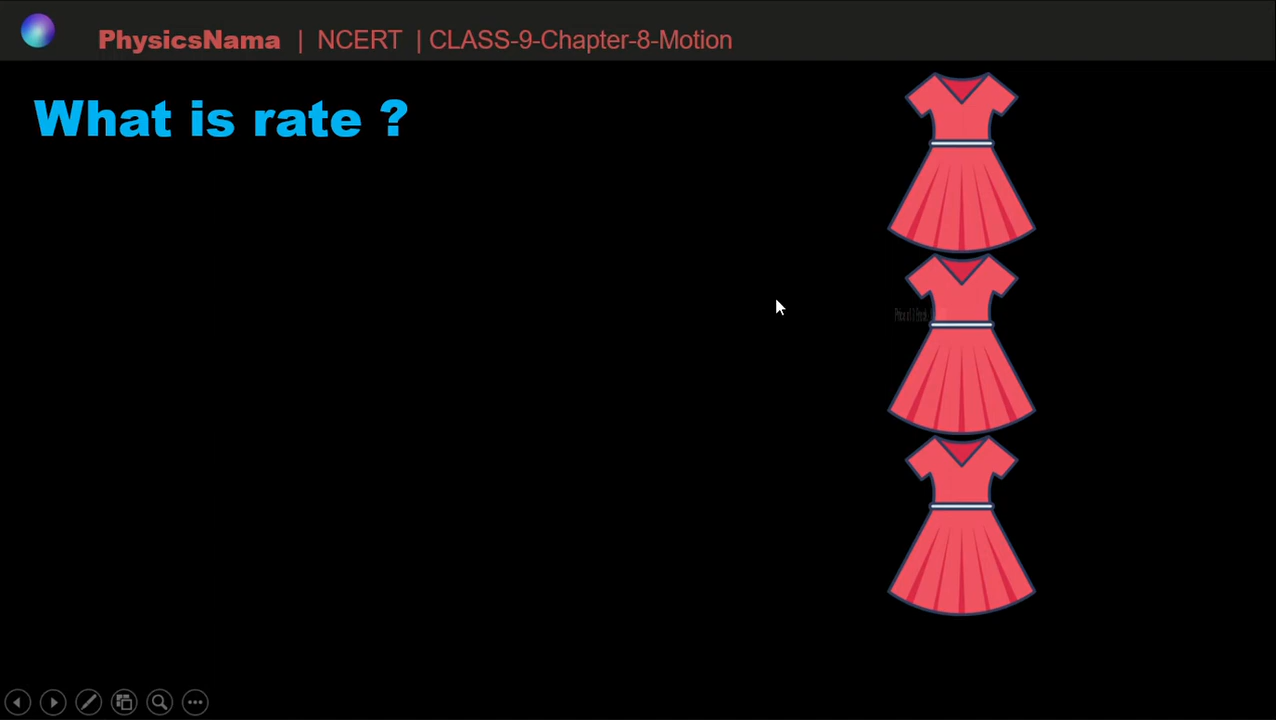 PhysicsNama | NCERT | CLASS-9-Chapter-8-Motion
What is rate ?